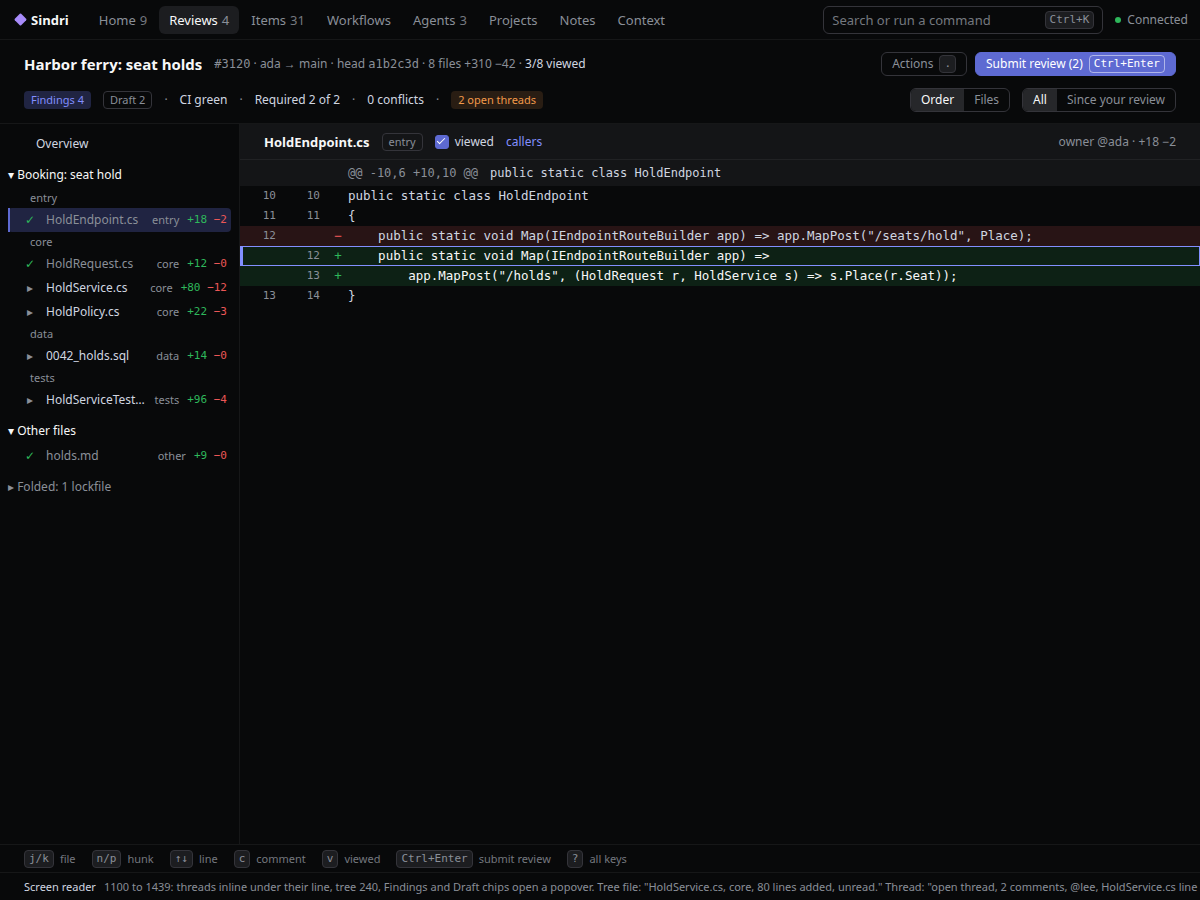 Sindri Home 9 Reviews 4 Items 31 Workflows Agents 3 Projects Notes Context Search or run a command Ctrl+K Connected
Harbor ferry: seat holds #3120 · ada → main · head a1b2c3d · 8 files +310 −42 · 3/8 viewed Actions . Submit review (2) Ctrl+Enter
Findings 4 Draft 2 · CI green · Required 2 of 2 · 0 conflicts · 2 open threads Order Files All Since your review
Overview
▾ Booking: seat hold
entry
✓ HoldEndpoint.cs entry +18 −2
core
✓ HoldRequest.cs core +12 −0
▸ HoldService.cs core +80 −12
▸ HoldPolicy.cs core +22 −3
data
▸ 0042_holds.sql data +14 −0
tests
▸ HoldServiceTest… tests +96 −4
▾ Other files
✓ holds.md other +9 −0
▸ Folded: 1 lockfile
HoldEndpoint.cs entry viewed callers owner @ada · +18 −2
@@ -10,6 +10,10 @@ public static class HoldEndpoint
10 10 public static class HoldEndpoint
11 11 {
12 − public static void Map(IEndpointRouteBuilder app) => app.MapPost("/seats/hold", Place);
12 + public static void Map(IEndpointRouteBuilder app) =>
13 + app.MapPost("/holds", (HoldRequest r, HoldService s) => s.Place(r.Seat));
13 14 }
j/k file n/p hunk ↑↓ line c comment v viewed Ctrl+Enter submit review ? all keys
Screen reader 1100 to 1439: threads inline under their line, tree 240, Findings and Draft chips open a popover. Tree file: "HoldService.cs, core, 80 lines added, unread." Thread: "open thread, 2 comments, @lee, HoldService.cs line